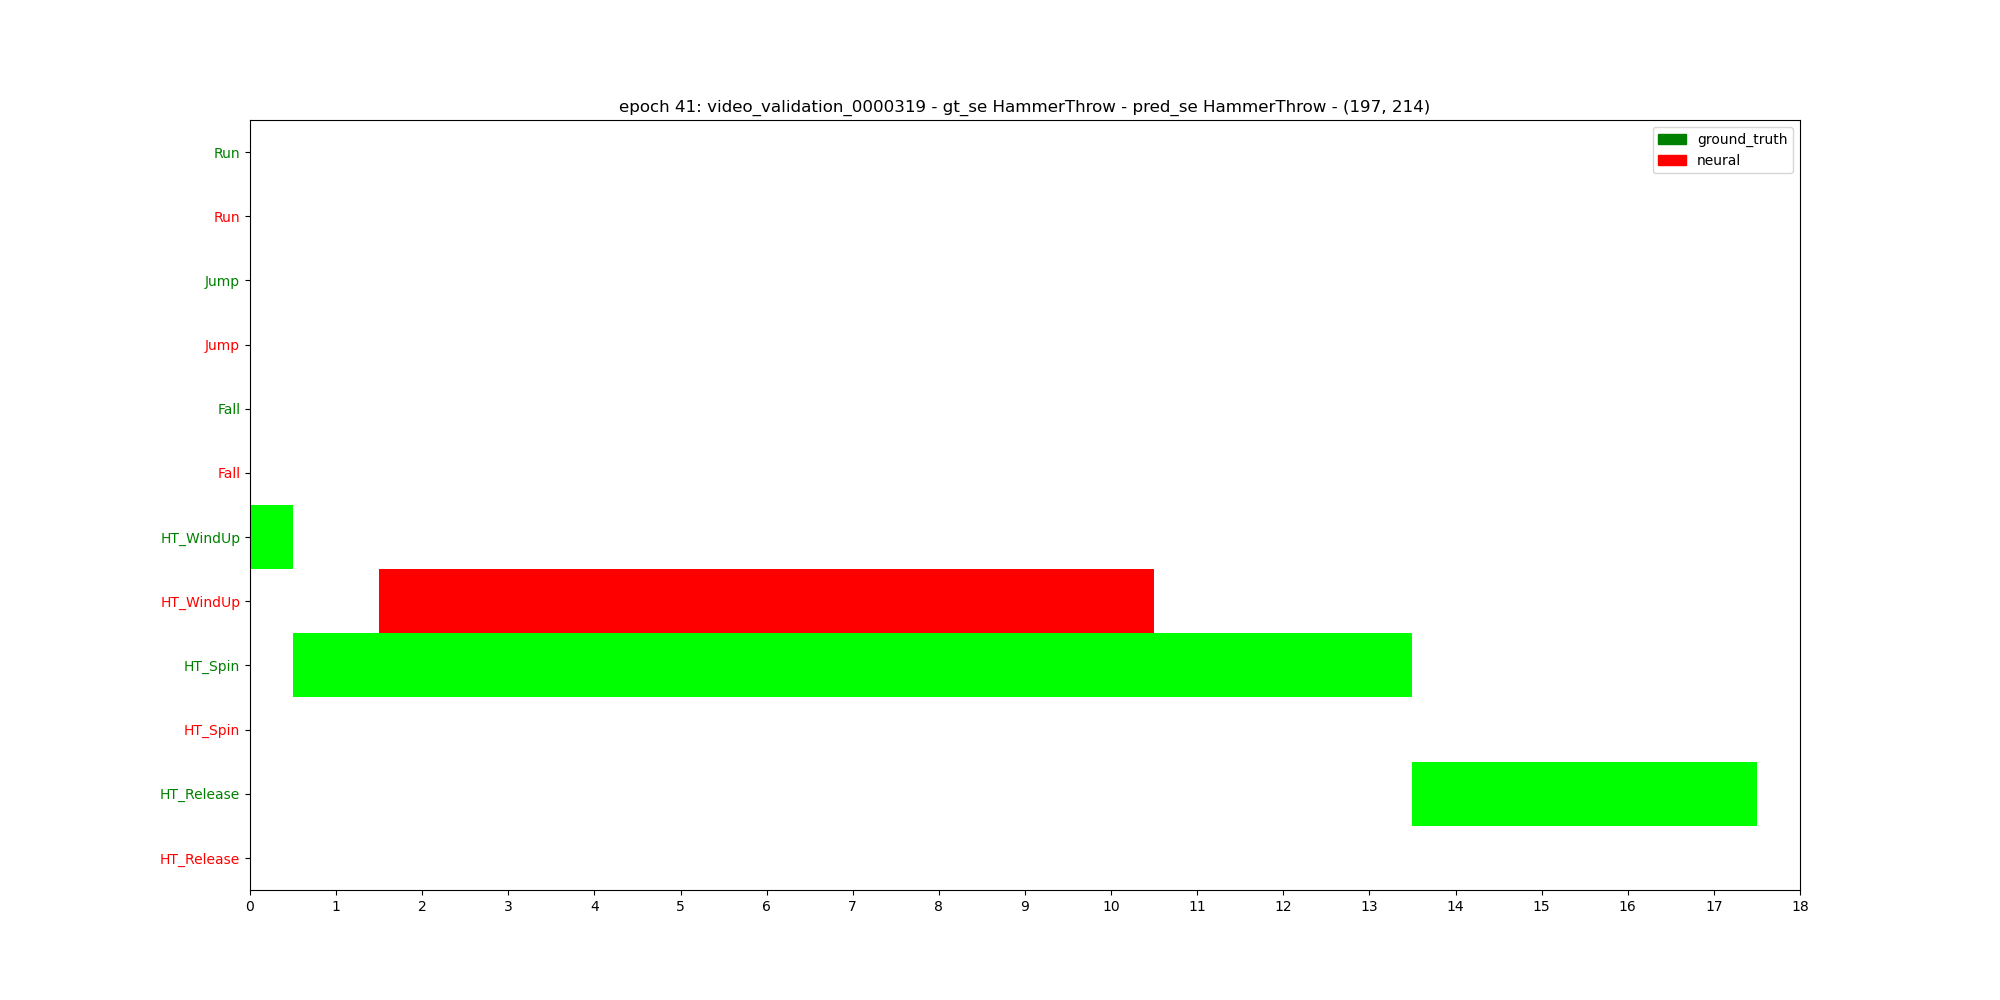 epoch 41: video_validation_0000319 - gt_se HammerThrow - pred_se HammerThrow - (197, 214)
ground_truth
neural
Run
Run
Jump
Jump
Fall
Fall
HT_WindUp
HT_WindUp
HT_Spin
HT_Spin
HT_Release
HT_Release
0 1 2 3 4 5 6 7 8 9 10 11 12 13 14 15 16 17 18